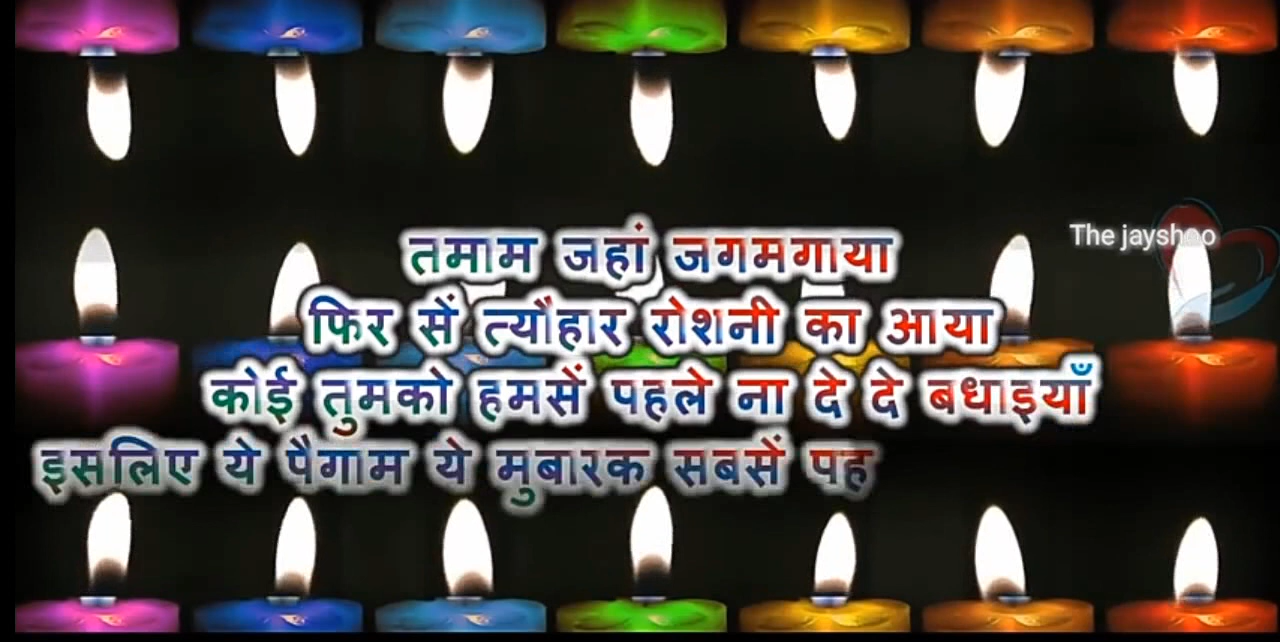 तमाम जहां जगमगाया
The jayshoo
फिर सें त्यौहार रोशनी का आया
कोई तुमको हमसें पहले ना दे दे बधाइयाँ
इसलिए ये पैगाम ये मुबारक सबसें पह